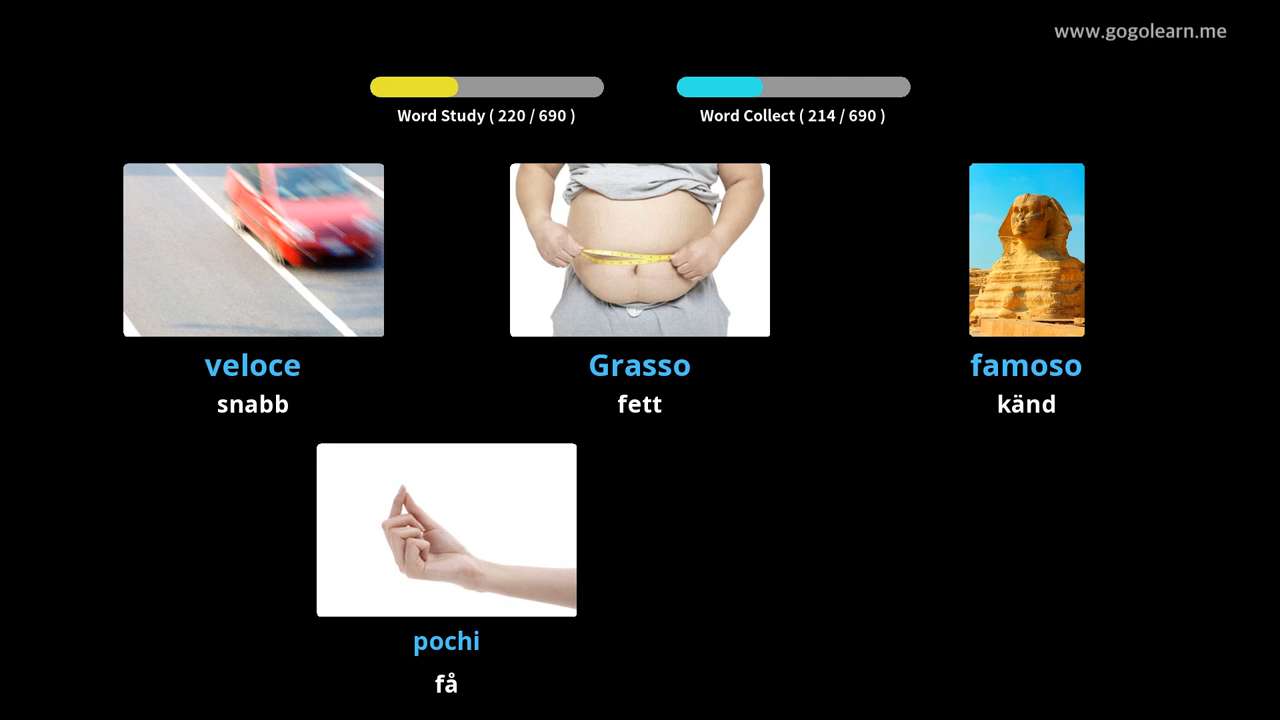 www.gogolearn.me
Word Study ( 220 / 690 )
Word Collect ( 214 / 690 )
veloce
snabb
Grasso
fett
famoso
känd
pochi
få